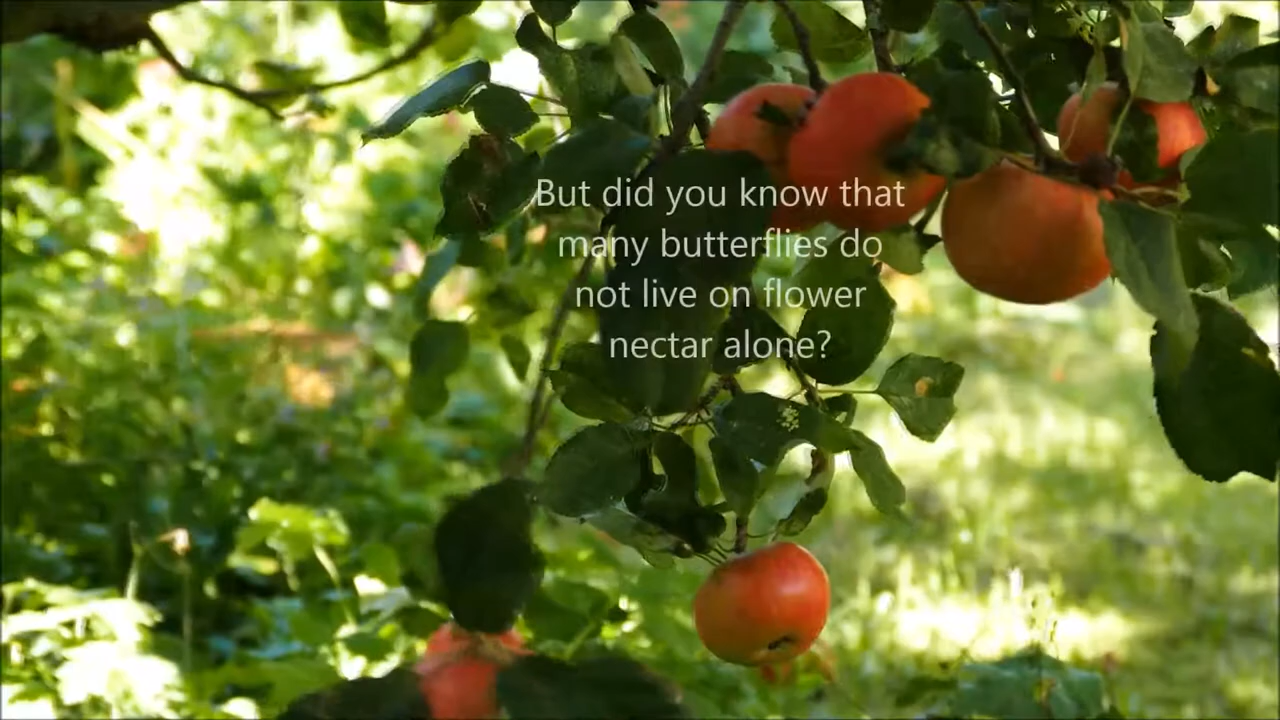 But did you know that
many butterflies do
not live on flower
nectar alone?